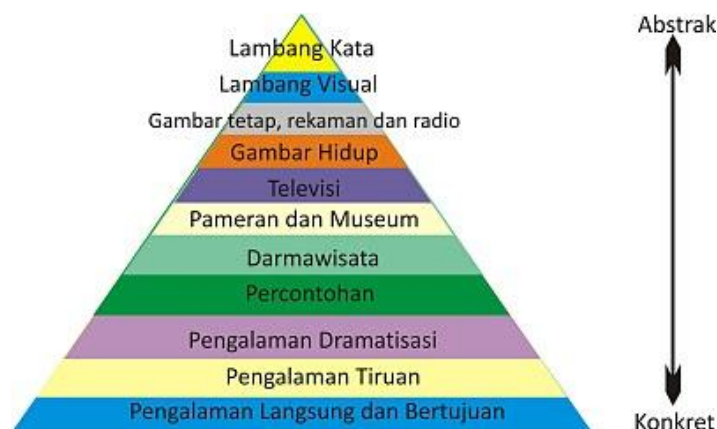 Abstrak
Lambang Kata
Lambang Visual
Gambar tetap, rekaman dan radio
Gambar Hidup
Televisi
Pameran dan Museum
Darmawisata
Percontohan
Pengalaman Dramatisasi
Pengalaman Tiruan
Pengalaman Langsung dan Bertujuan
Konkret